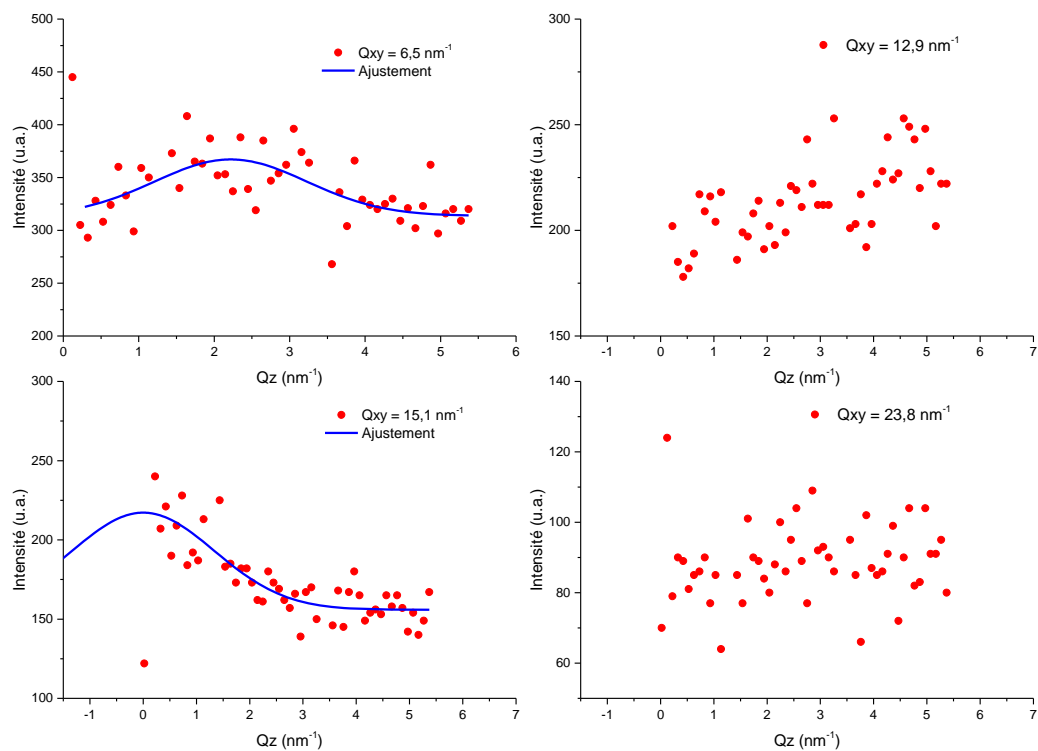 500
450
400
350
300
250
200
Intensité (u.a.)
Qxy = 6,5 nm⁻¹
Ajustement
0 1 2 3 4 5 6
Qz (nm⁻¹)
300
250
200
150
Intensité (u.a.)
Qxy = 12,9 nm⁻¹
-1 0 1 2 3 4 5 6 7
Qz (nm⁻¹)
300
250
200
150
100
Intensité (u.a.)
Qxy = 15,1 nm⁻¹
Ajustement
-1 0 1 2 3 4 5 6 7
Qz (nm⁻¹)
140
120
100
80
60
Intensité (u.a.)
Qxy = 23,8 nm⁻¹
-1 0 1 2 3 4 5 6 7
Qz (nm⁻¹)